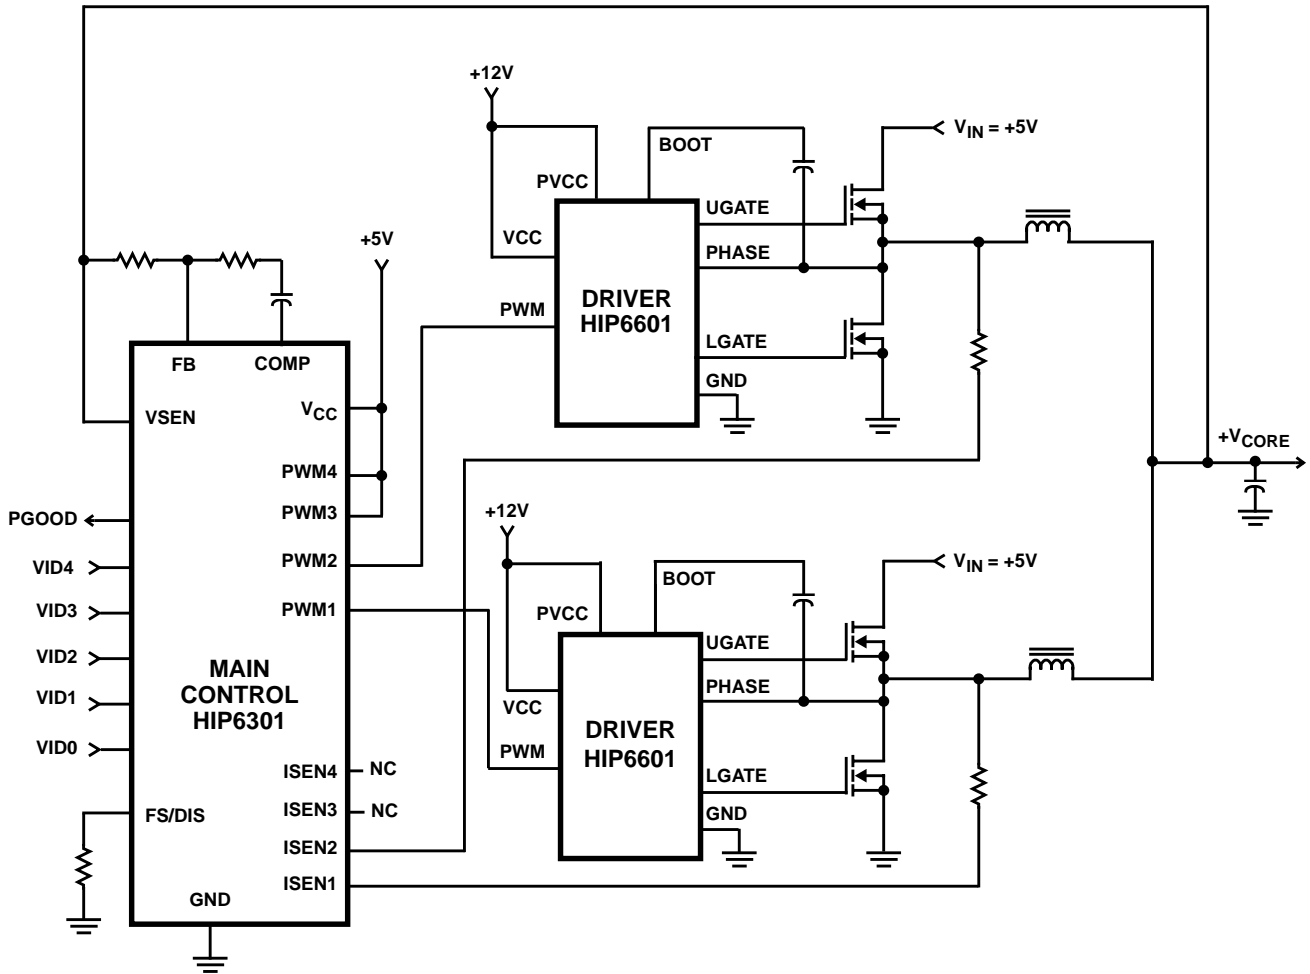 +12V
V_IN = +5V
BOOT
PVCC
UGATE
VCC
+5V
PHASE
DRIVER
HIP6601
PWM
LGATE
FB
COMP
GND
V_CC
VSEN
+V_CORE
PWM4
PWM3
PGOOD
+12V
PWM2
V_IN = +5V
VID4
BOOT
VID3
PWM1
PVCC
UGATE
VID2
MAIN
CONTROL
HIP6301
PHASE
VID1
VCC
DRIVER
HIP6601
VID0
PWM
ISEN4
NC
LGATE
ISEN3
NC
FS/DIS
GND
ISEN2
ISEN1
GND